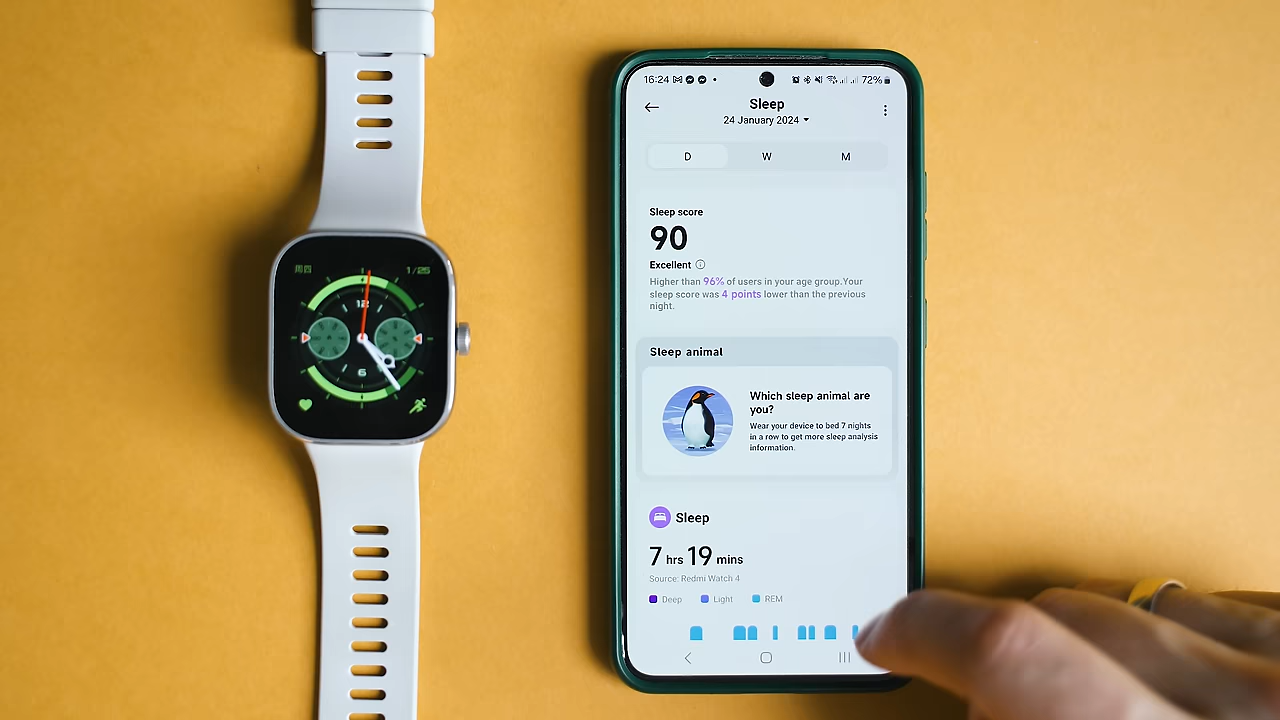 周四
1/25
12
6
16:24
72%
Sleep
24 January 2024
D
W
M
Sleep score
90
Excellent
Higher than 96% of users in your age group.Your
sleep score was 4 points lower than the previous
night.
Sleep animal
Which sleep animal are
you?
Wear your device to bed 7 nights
in a row to get more sleep analysis
information.
Sleep
7 hrs 19 mins
Source: Redmi Watch 4
Deep
Light
REM